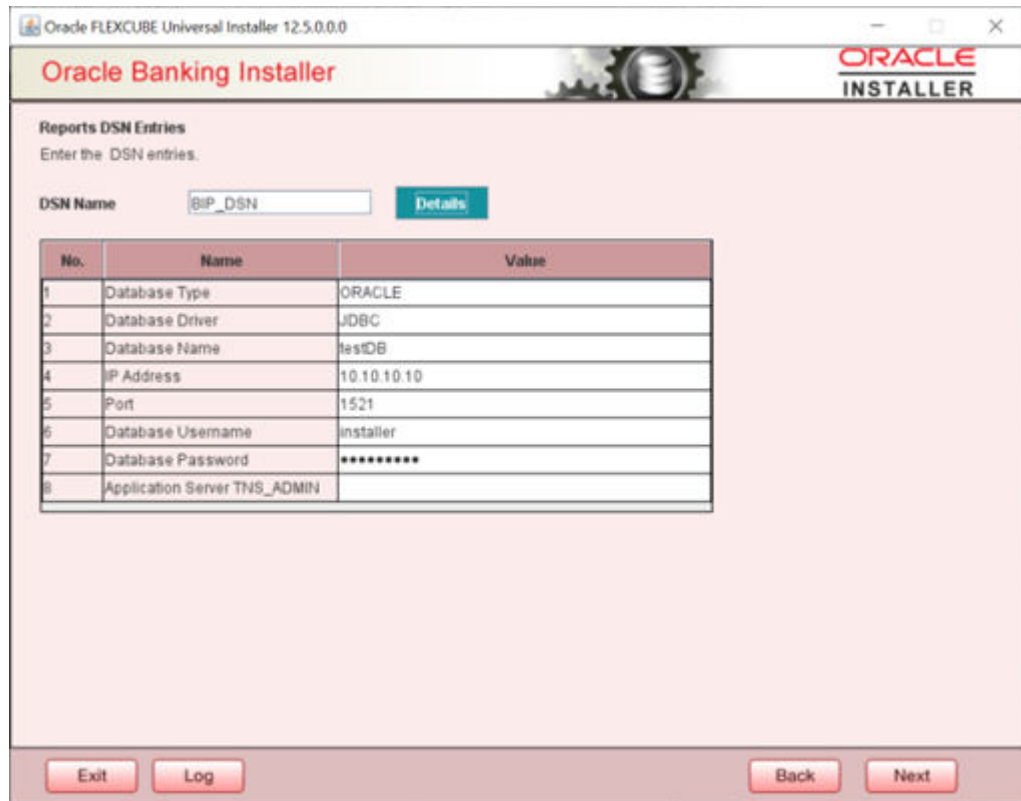 Oracle FLEXCUBE Universal Installer 12.5.0.0.0
Oracle Banking Installer
ORACLE
INSTALLER
Reports DSN Entries
Enter the DSN entries.
DSN Name BIP_DSN Details
No. Name Value
1 Database Type ORACLE
2 Database Driver JDBC
3 Database Name testDB
4 IP Address 10.10.10.10
5 Port 1521
6 Database Username installer
7 Database Password •••••••••
8 Application Server TNS_ADMIN
Exit Log Back Next